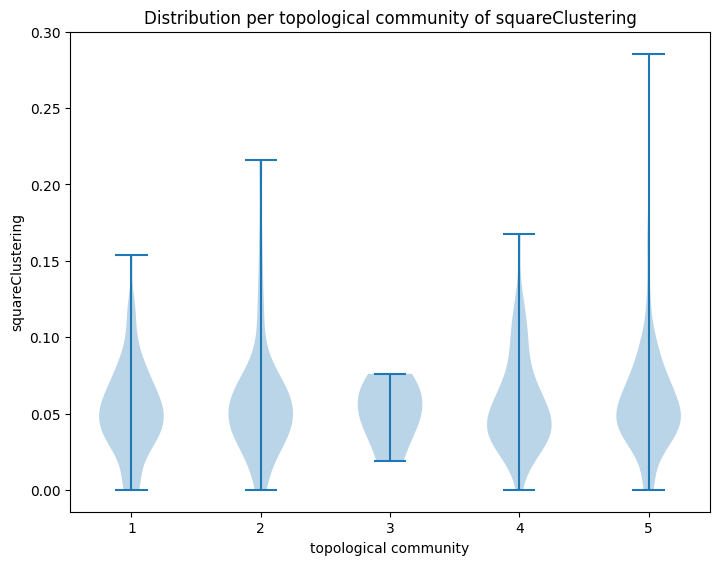 Distribution per topological community of squareClustering
0.30
0.25
0.20
0.15
0.10
0.05
0.00
squareClustering
1 2 3 4 5
topological community